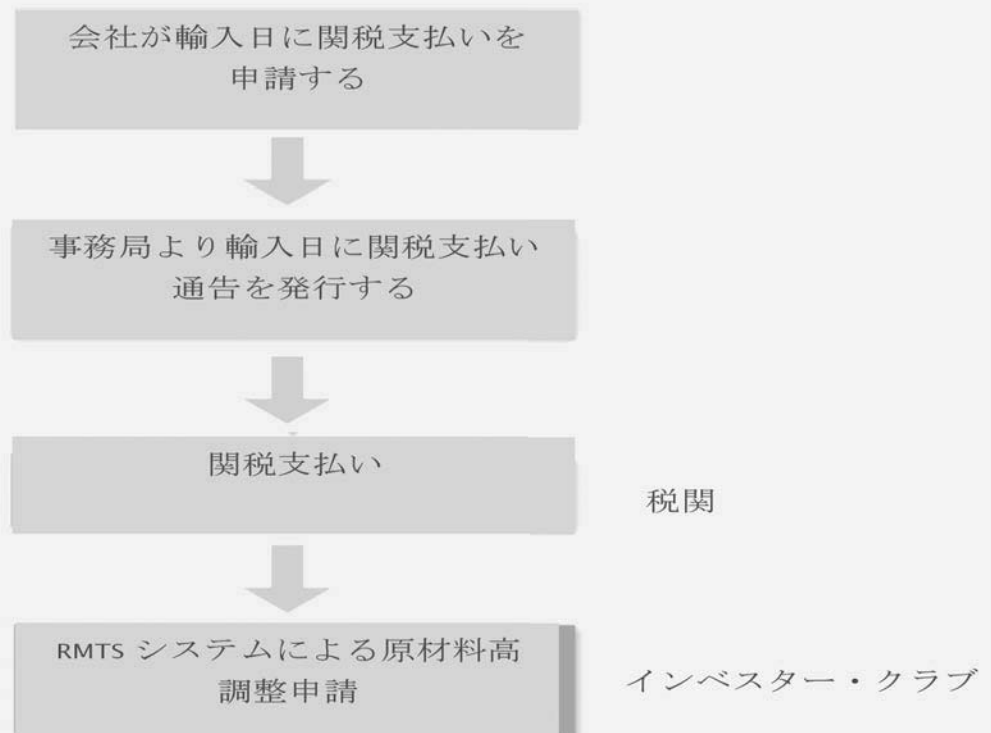 会社が輸入日に関税支払いを
申請する
事務局より輸入日に関税支払い
通告を発行する
関税支払い
税関
RMTS システムによる原材料高
調整申請
インベスター・クラブ